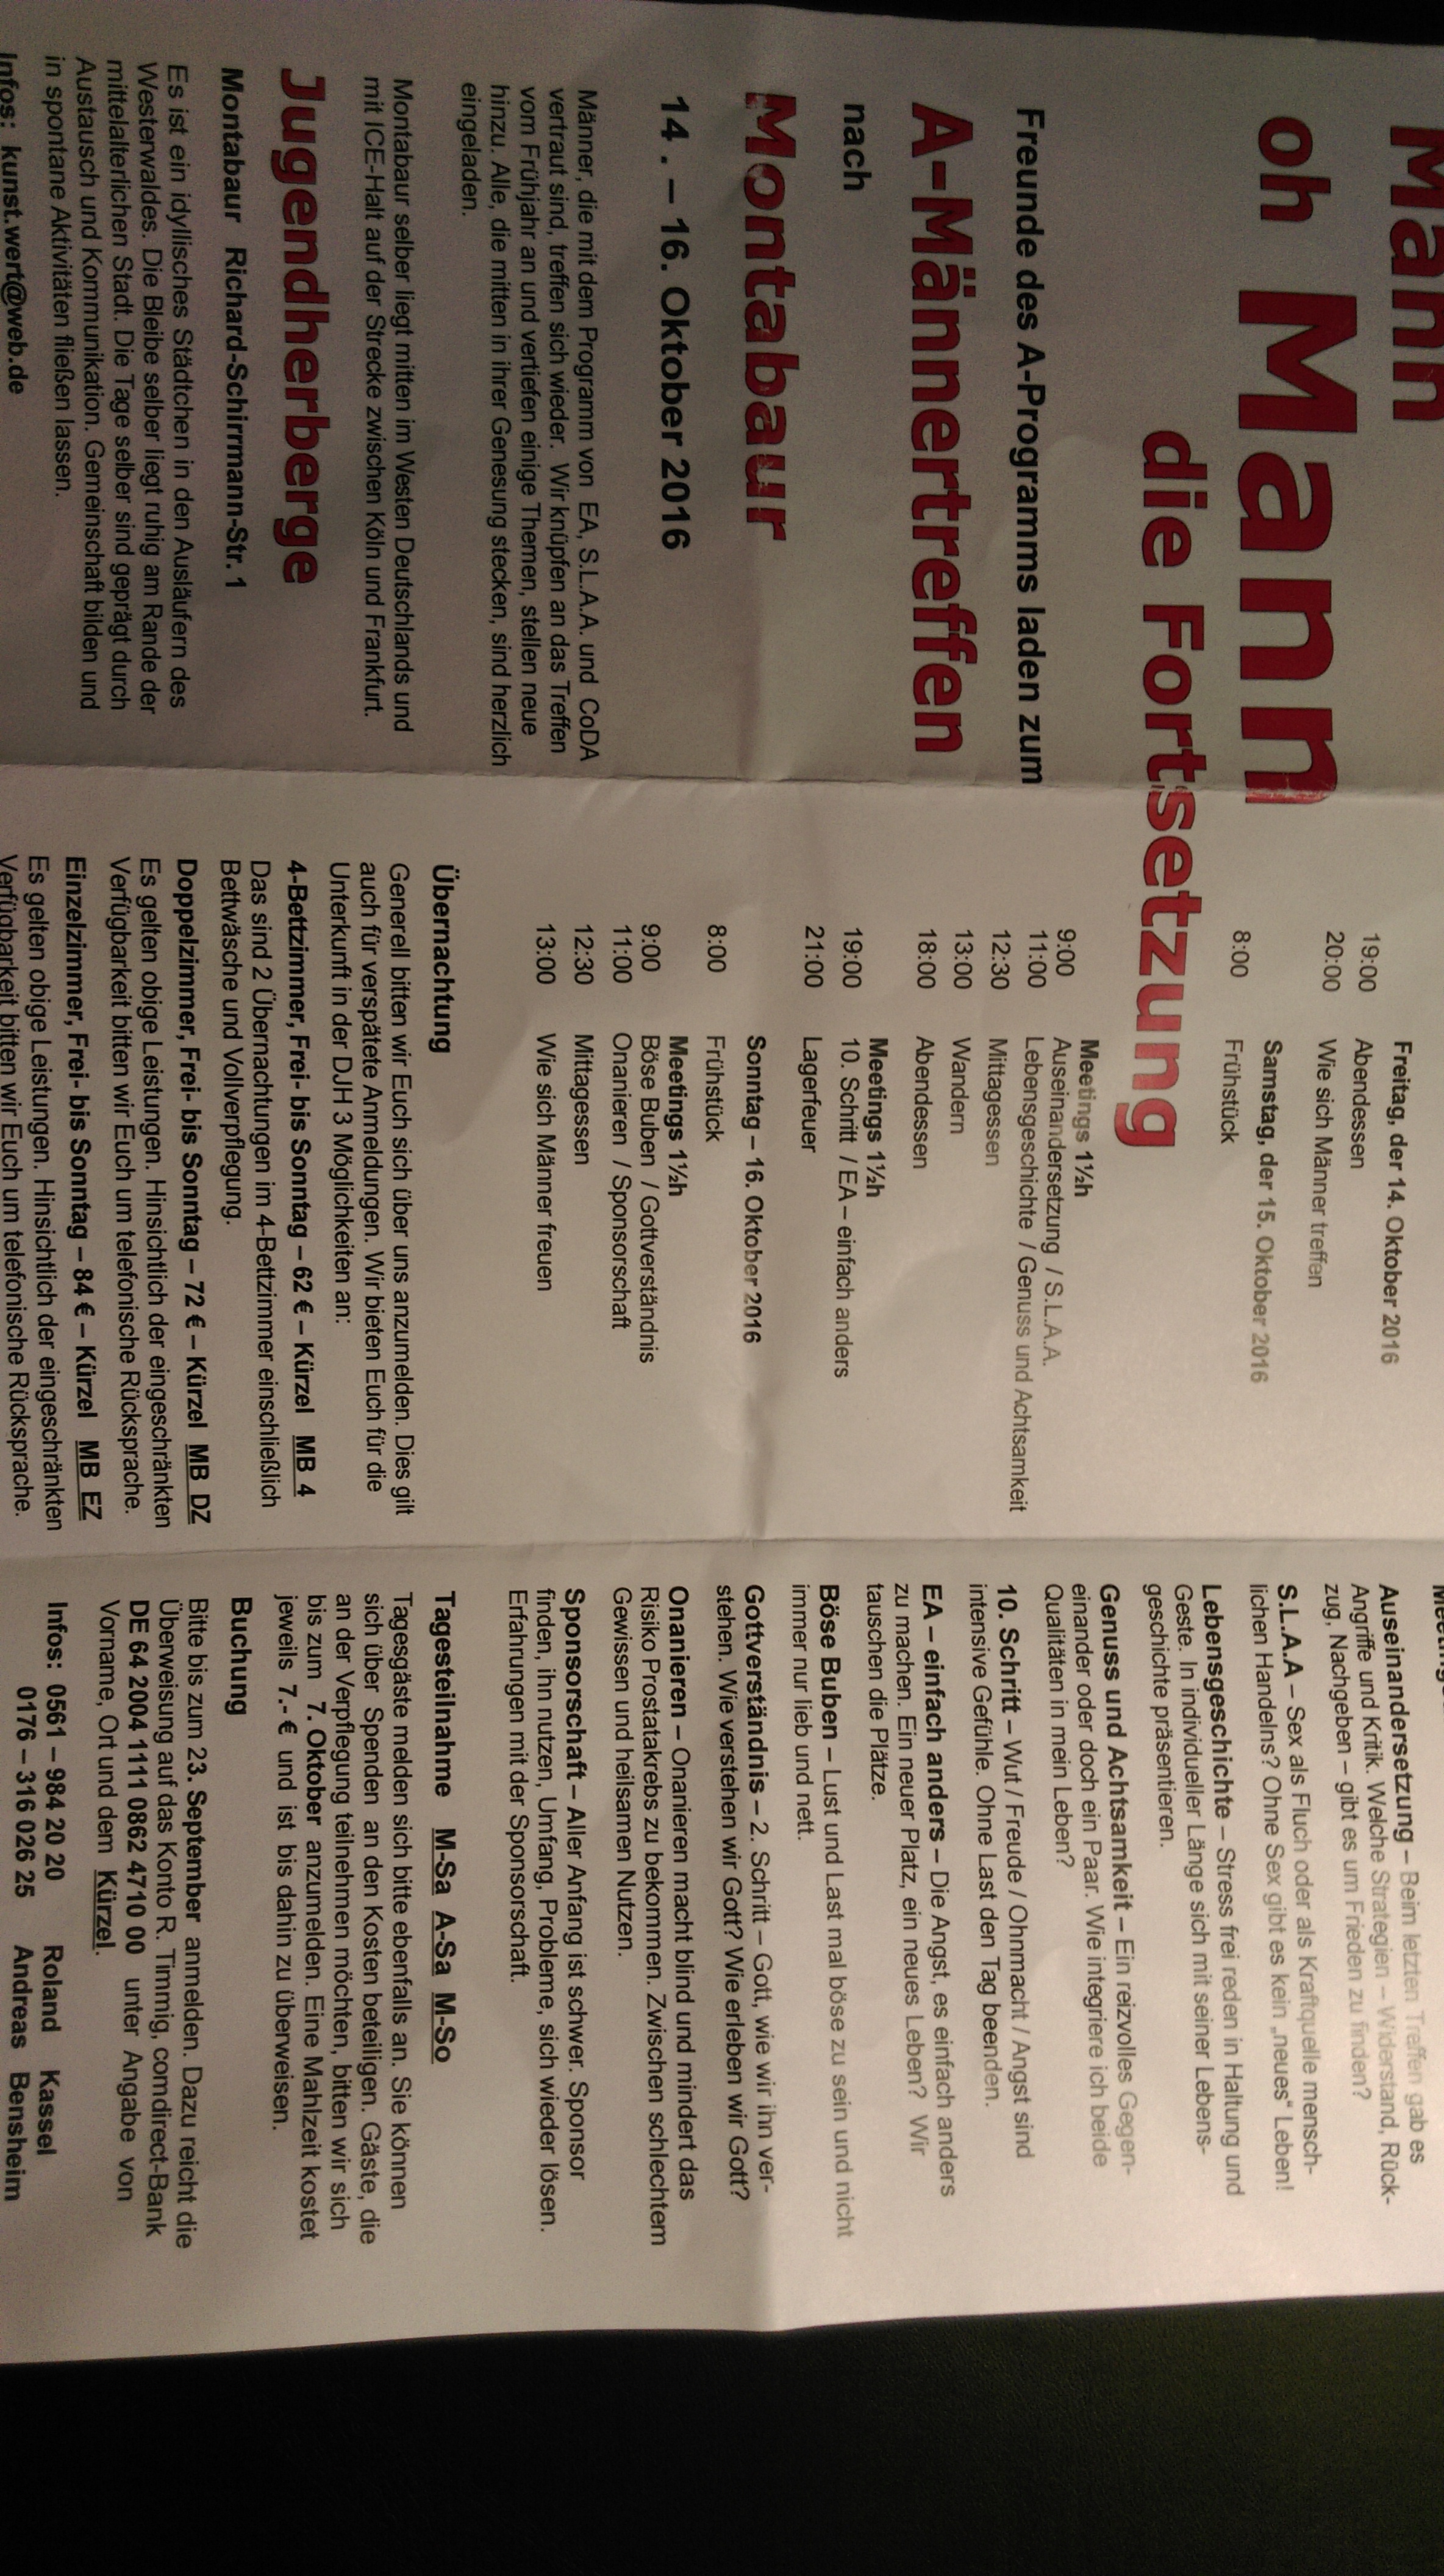 Mann
oh Mann
die Fortsetzung
Freunde des A-Programms laden zum
A-Männertreffen
nach
Montabaur
14 . – 16. Oktober 2016
Männer, die mit dem Programm von EA, S.L.A.A. und CoDA
vertraut sind, treffen sich wieder. Wir knüpfen an das Treffen
vom Frühjahr an und vertiefen einige Themen, stellen neue
hinzu. Alle, die mitten in ihrer Genesung stecken, sind herzlich
eingeladen.
Montabaur selber liegt mitten im Westen Deutschlands und
mit ICE-Halt auf der Strecke zwischen Köln und Frankfurt.
Jugendherberge
Montabaur Richard-Schirrmann-Str. 1
Es ist ein idyllisches Städtchen in den Ausläufern des
Westerwaldes. Die Bleibe selber liegt ruhig am Rande der
mittelalterlichen Stadt. Die Tage selber sind geprägt durch
Austausch und Kommunikation. Gemeinschaft bilden und
in spontane Aktivitäten fließen lassen.
Infos: kunst.wert@web.de
Freitag, der 14. Oktober 2016
19:00 Abendessen
20:00 Wie sich Männer treffen
Samstag, der 15. Oktober 2016
8:00 Frühstück
Meetings 1½h
9:00 Auseinandersetzung / S.L.A.A.
11:00 Lebensgeschichte / Genuss und Achtsamkeit
12:30 Mittagessen
13:00 Wandern
18:00 Abendessen
Meetings 1½h
19:00 10. Schritt / EA – einfach anders
21:00 Lagerfeuer
Sonntag – 16. Oktober 2016
8:00 Frühstück
Meetings 1½h
9:00 Böse Buben / Gottverständnis
11:00 Onanieren / Sponsorschaft
12:30 Mittagessen
13:00 Wie sich Männer freuen
Übernachtung
Generell bitten wir Euch sich über uns anzumelden. Dies gilt
auch für verspätete Anmeldungen. Wir bieten Euch für die
Unterkunft in der DJH 3 Möglichkeiten an:
4-Bettzimmer, Frei- bis Sonntag – 62 € – Kürzel MB 4
Das sind 2 Übernachtungen im 4-Bettzimmer einschließlich
Bettwäsche und Vollverpflegung.
Doppelzimmer, Frei- bis Sonntag – 72 € – Kürzel MB DZ
Es gelten obige Leistungen. Hinsichtlich der eingeschränkten
Verfügbarkeit bitten wir Euch um telefonische Rücksprache.
Einzelzimmer, Frei- bis Sonntag – 84 € – Kürzel MB EZ
Es gelten obige Leistungen. Hinsichtlich der eingeschränkten
Verfügbarkeit bitten wir Euch um telefonische Rücksprache.
Auseinandersetzung – Beim letzten Treffen gab es
Angriffe und Kritik. Welche Strategien – Widerstand, Rück-
zug, Nachgeben – gibt es um Frieden zu finden?
S.L.A.A – Sex als Fluch oder als Kraftquelle mensch-
lichen Handelns? Ohne Sex gibt es kein „neues“ Leben!
Lebensgeschichte – Stress frei reden in Haltung und
Geste. In individueller Länge sich mit seiner Lebens-
geschichte präsentieren.
Genuss und Achtsamkeit – Ein reizvolles Gegen-
einander oder doch ein Paar. Wie integriere ich beide
Qualitäten in mein Leben?
10. Schritt – Wut / Freude / Ohnmacht / Angst sind
intensive Gefühle. Ohne Last den Tag beenden.
EA – einfach anders – Die Angst, es einfach anders
zu machen. Ein neuer Platz, ein neues Leben? Wir
tauschen die Plätze.
Böse Buben – Lust und Last mal böse zu sein und nicht
immer nur lieb und nett.
Gottverständnis – 2. Schritt – Gott, wie wir ihn ver-
stehen. Wie verstehen wir Gott? Wie erleben wir Gott?
Onanieren – Onanieren macht blind und mindert das
Risiko Prostatakrebs zu bekommen. Zwischen schlechtem
Gewissen und heilsamen Nutzen.
Sponsorschaft – Aller Anfang ist schwer. Sponsor
finden, ihn nutzen, Umfang, Probleme, sich wieder lösen.
Erfahrungen mit der Sponsorschaft.
Tagesteilnahme M-Sa A-Sa M-So
Tagesgäste melden sich bitte ebenfalls an. Sie können
sich über Spenden an den Kosten beteiligen. Gäste, die
an der Verpflegung teilnehmen möchten, bitten wir sich
bis zum 7. Oktober anzumelden. Eine Mahlzeit kostet
jeweils 7.- € und ist bis dahin zu überweisen.
Buchung
Bitte bis zum 23. September anmelden. Dazu reicht die
Überweisung auf das Konto R. Timmig, comdirect-Bank
DE 64 2004 1111 0862 4710 00 unter Angabe von
Vorname, Ort und dem Kürzel.
Infos: 0561 – 984 20 20 Roland Kassel
0176 – 316 026 25 Andreas Bensheim